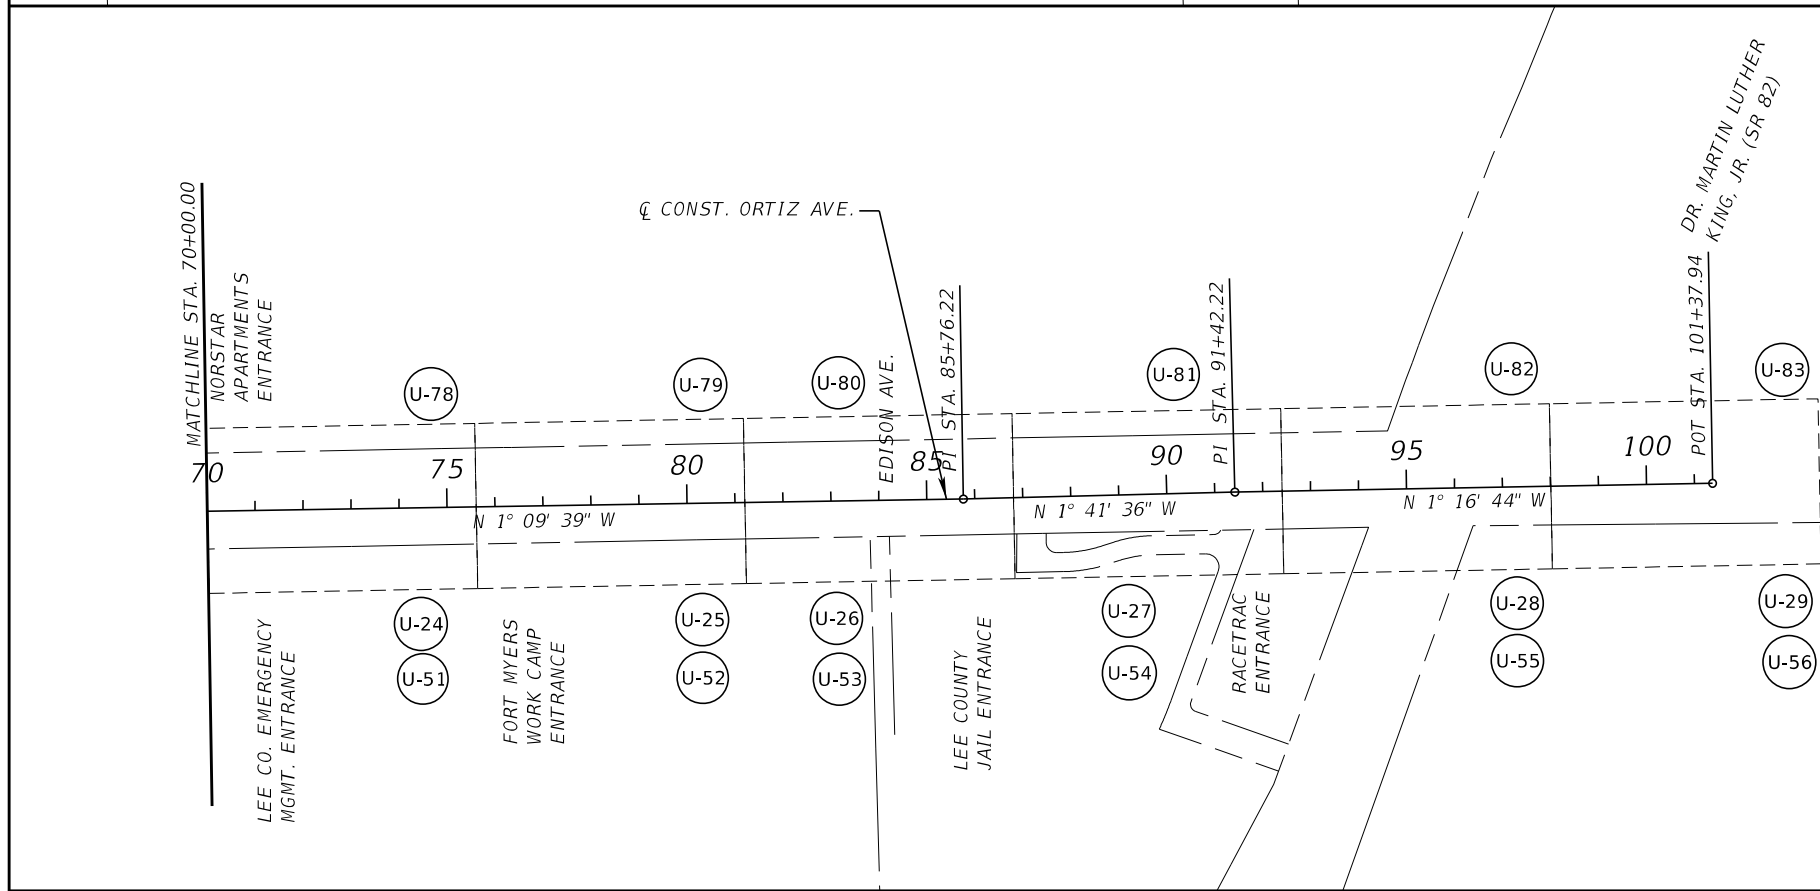 MATCHLINE STA. 70+00.00
NORSTAR
APARTMENTS
ENTRANCE
℄ CONST. ORTIZ AVE.
EDISON AVE.
PI STA. 85+76.22
PI STA. 91+42.22
POT STA. 101+37.94
DR. MARTIN LUTHER
KING, JR. (SR 82)
U-78
U-79
U-80
U-81
U-82
U-83
70
75
80
85
90
95
100
N 1° 09' 39" W
N 1° 41' 36" W
N 1° 16' 44" W
LEE CO. EMERGENCY
MGMT. ENTRANCE
U-24
U-51
FORT MYERS
WORK CAMP
ENTRANCE
U-25
U-52
U-26
U-53
LEE COUNTY
JAIL ENTRANCE
U-27
U-54
RACETRAC
ENTRANCE
U-28
U-55
U-29
U-56